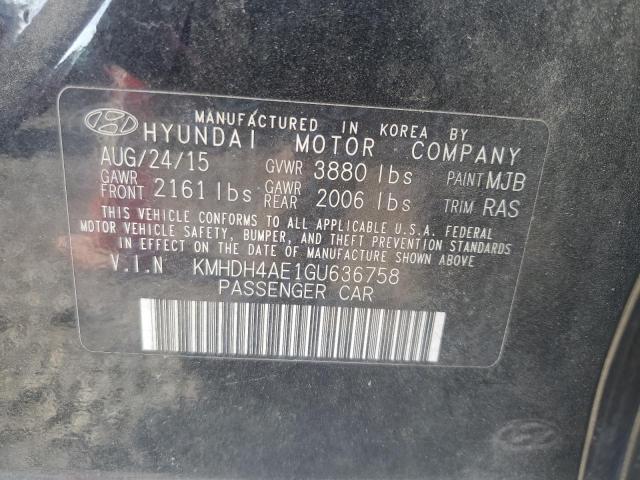 MANUFACTURED IN KOREA BY
HYUNDAI MOTOR COMPANY
AUG/24/15 GVWR 3880 lbs PAINT MJB
GAWR FRONT 2161 lbs GAWR REAR 2006 lbs TRIM RAS
THIS VEHICLE CONFORMS TO ALL APPLICABLE U.S.A. FEDERAL
MOTOR VEHICLE SAFETY, BUMPER, AND THEFT PREVENTION STANDARDS
IN EFFECT ON THE DATE OF MANUFACTURE SHOWN ABOVE
V.I.N KMHDH4AE1GU636758
PASSENGER CAR